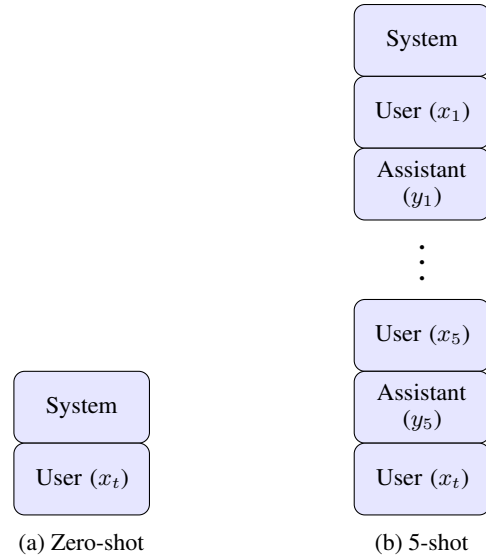 System
User (x₁)
Assistant
(y₁)
User (x₅)
Assistant
(y₅)
User (xₜ)
System
User (xₜ)
(a) Zero-shot
(b) 5-shot